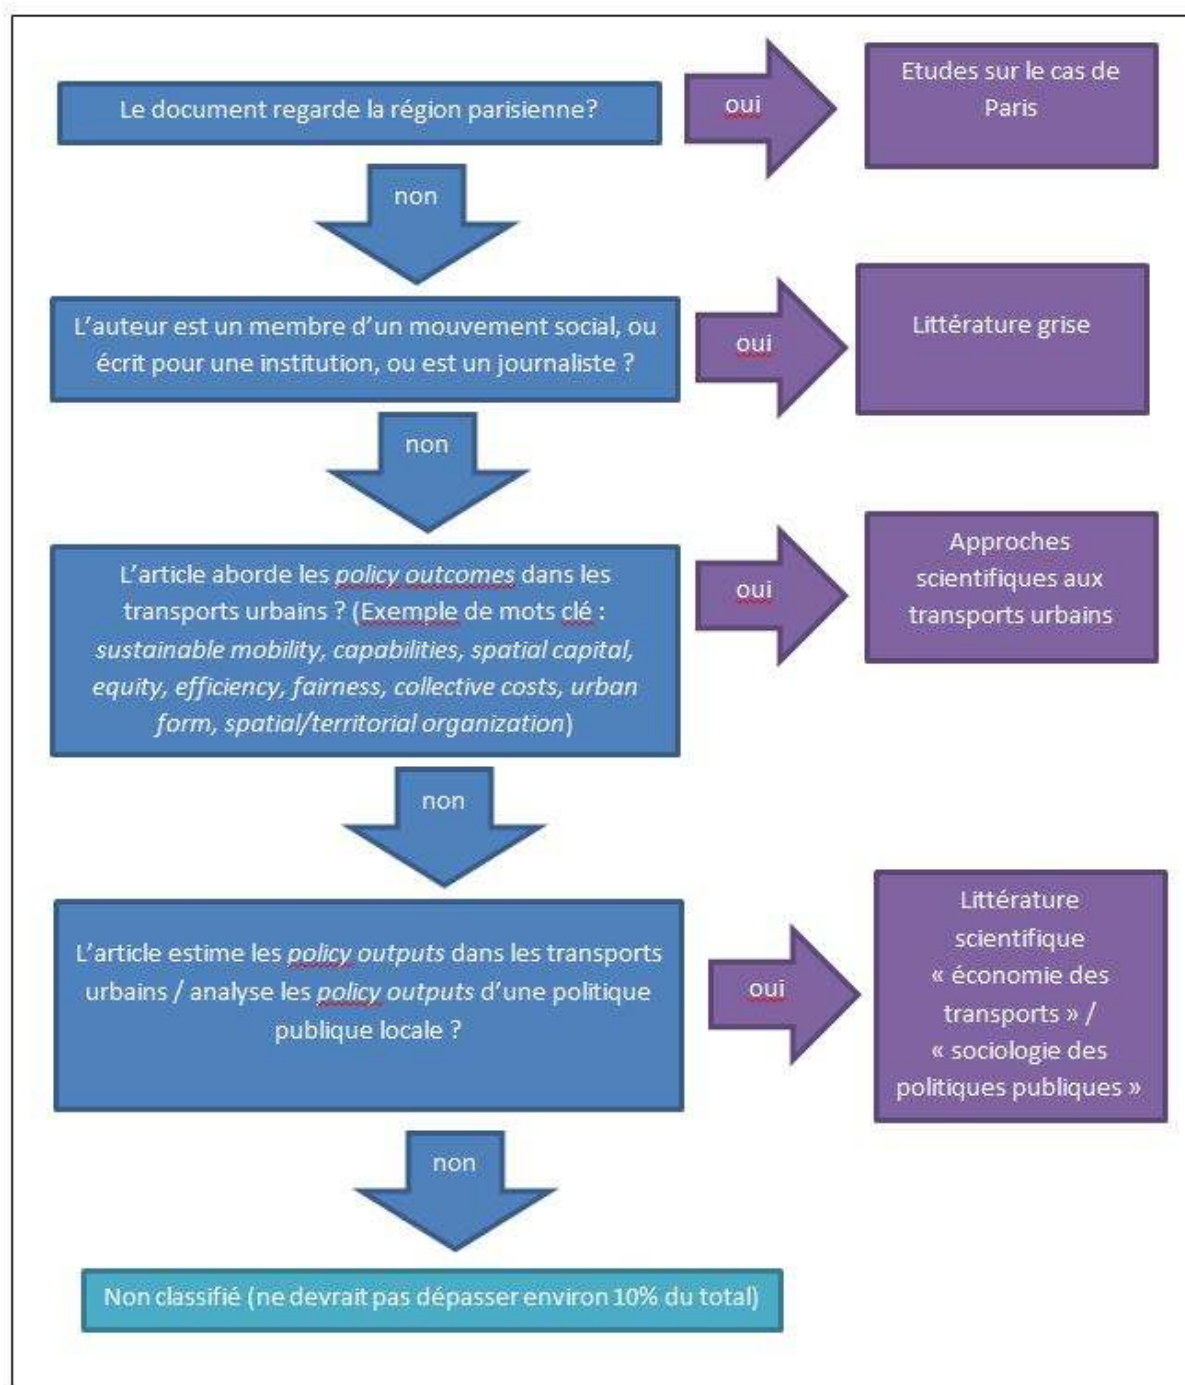 Le document regarde la région parisienne?
oui
Etudes sur le cas de
Paris
non
L’auteur est un membre d’un mouvement social, ou
écrit pour une institution, ou est un journaliste ?
oui
Littérature grise
non
L’article aborde les policy outcomes dans les
transports urbains ? (Exemple de mots clé :
sustainable mobility, capabilities, spatial capital,
equity, efficiency, fairness, collective costs, urban
form, spatial/territorial organization)
oui
Approches
scientifiques aux
transports urbains
non
L’article estime les policy outputs dans les transports
urbains / analyse les policy outputs d’une politique
publique locale ?
oui
Littérature
scientifique
« économie des
transports » /
« sociologie des
politiques publiques »
non
Non classifié (ne devrait pas dépasser environ 10% du total)